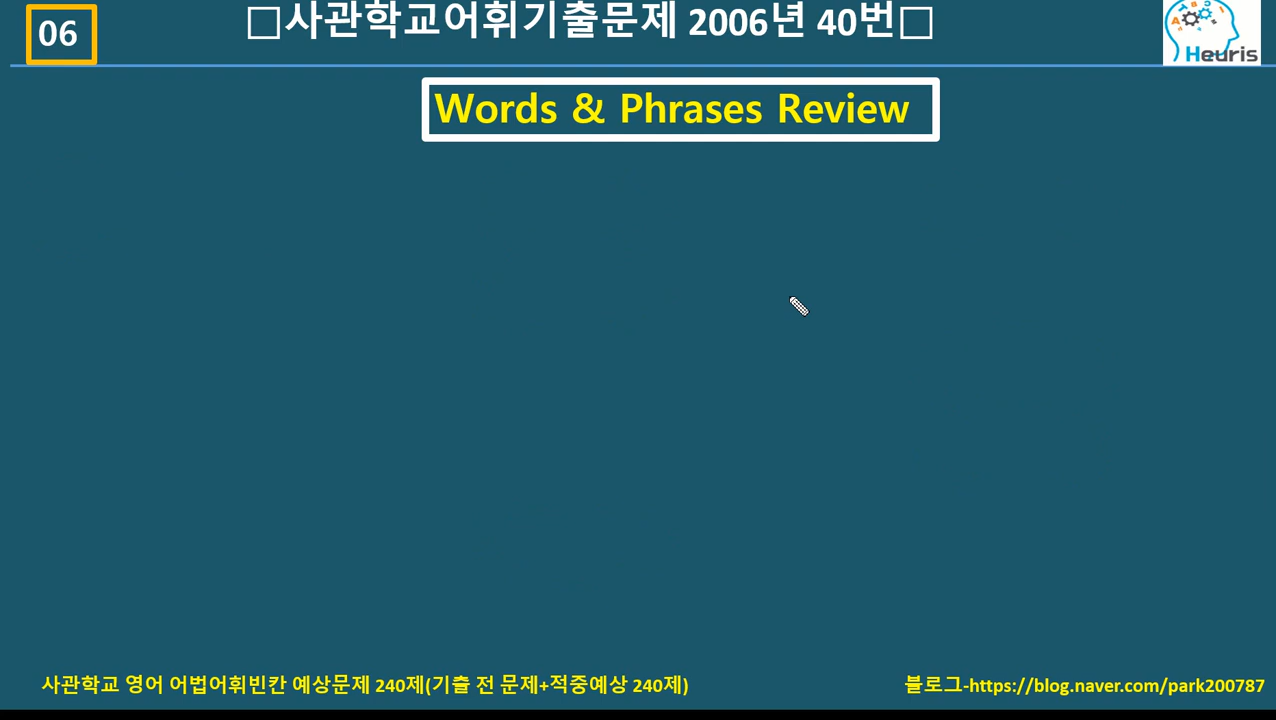 06
□사관학교어휘기출문제 2006년 40번□
Heuris
Words & Phrases Review
사관학교 영어 어법어휘빈칸 예상문제 240제(기출 전 문제+적중예상 240제)
블로그-https://blog.naver.com/park200787